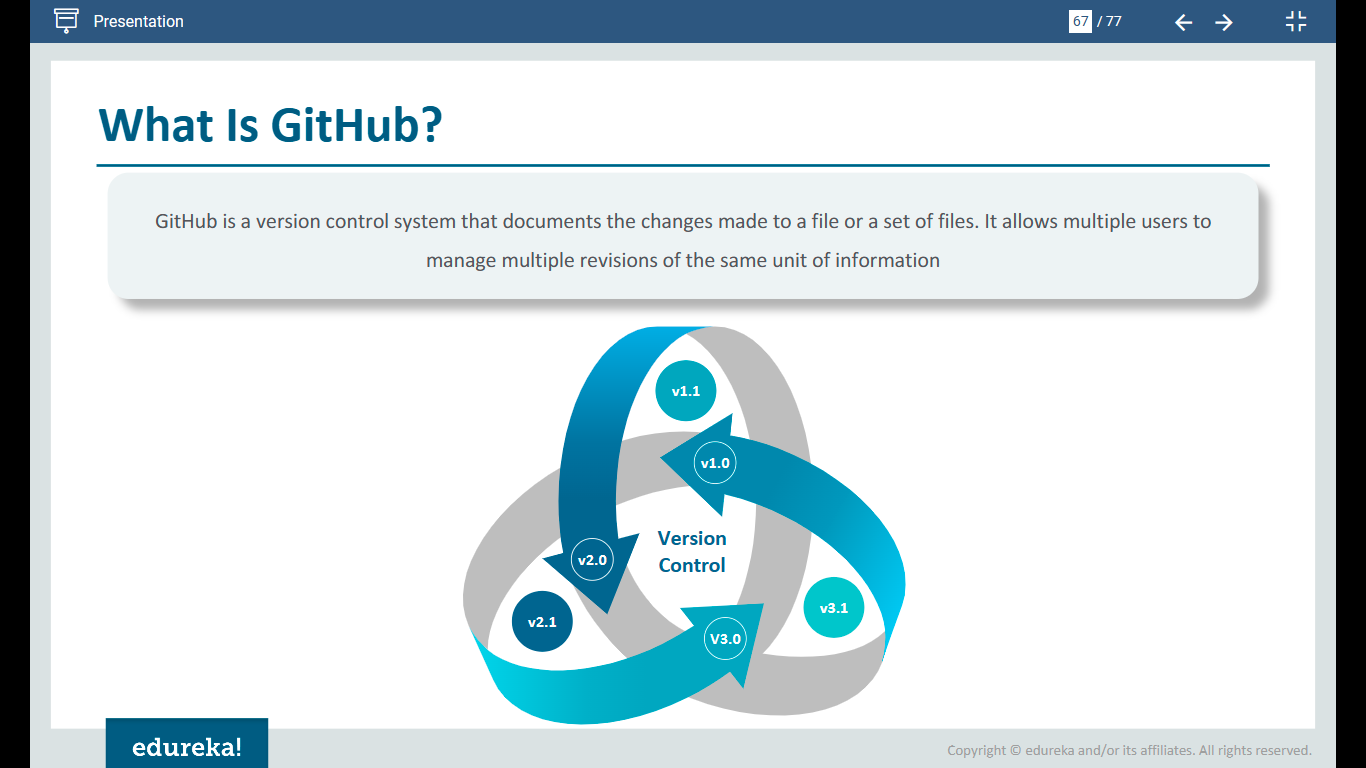 Presentation
67 / 77
What Is GitHub?
GitHub is a version control system that documents the changes made to a file or a set of files. It allows multiple users to
manage multiple revisions of the same unit of information
v1.1
v1.0
Version
Control
v2.0
v3.1
v2.1
V3.0
edureka!
Copyright © edureka and/or its affiliates. All rights reserved.